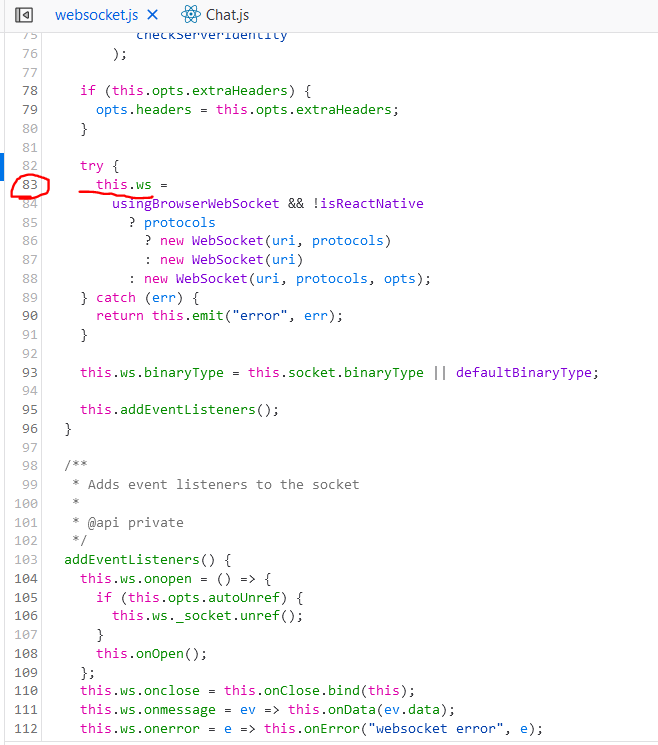 websocket.js Chat.js
75 checkServerIdentity
76 );
77
78 if (this.opts.extraHeaders) {
79 opts.headers = this.opts.extraHeaders;
80 }
81
82 try {
83 this.ws =
84 usingBrowserWebSocket && !isReactNative
85 ? protocols
86 ? new WebSocket(uri, protocols)
87 : new WebSocket(uri)
88 : new WebSocket(uri, protocols, opts);
89 } catch (err) {
90 return this.emit("error", err);
91 }
92
93 this.ws.binaryType = this.socket.binaryType || defaultBinaryType;
94
95 this.addEventListeners();
96 }
97
98 /**
99 * Adds event listeners to the socket
100 *
101 * @api private
102 */
103 addEventListeners() {
104 this.ws.onopen = () => {
105 if (this.opts.autoUnref) {
106 this.ws._socket.unref();
107 }
108 this.onOpen();
109 };
110 this.ws.onclose = this.onClose.bind(this);
111 this.ws.onmessage = ev => this.onData(ev.data);
112 this.ws.onerror = e => this.onError("websocket error", e);